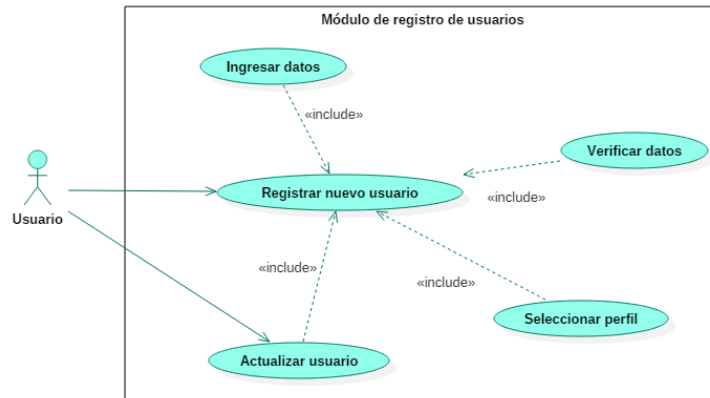 Módulo de registro de usuarios
Ingresar datos
«include»
Verificar datos
Registrar nuevo usuario
«include»
Usuario
«include»
«include»
Seleccionar perfil
Actualizar usuario